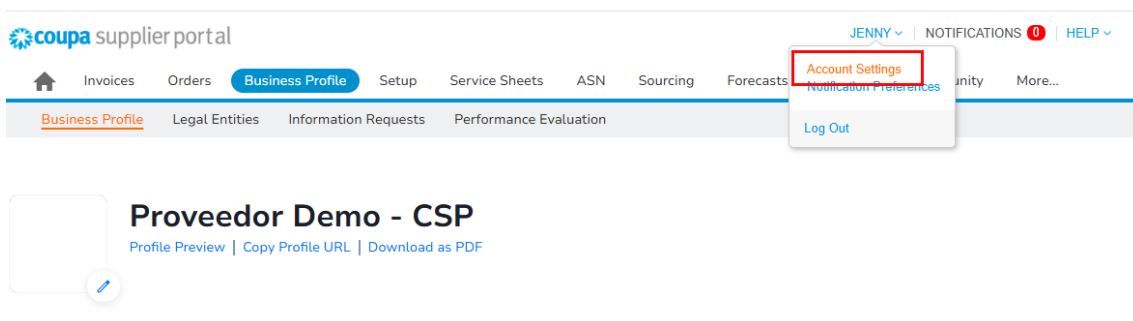 coupa supplier portal
JENNY NOTIFICATIONS 0 HELP
Invoices Orders Business Profile Setup Service Sheets ASN Sourcing Forecasts unity More...
Account Settings
Notification Preferences
Log Out
Business Profile Legal Entities Information Requests Performance Evaluation
Proveedor Demo - CSP
Profile Preview | Copy Profile URL | Download as PDF